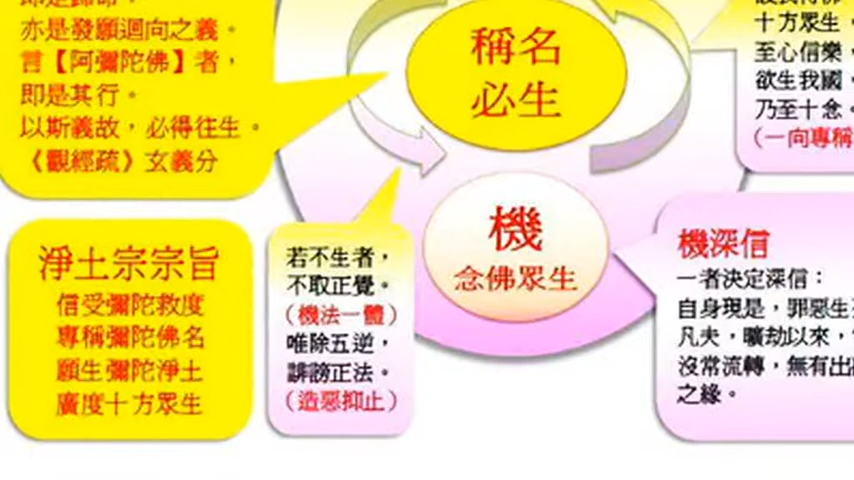 即是歸命。
亦是發願迴向之義。
言【阿彌陀佛】者，
即是其行。
以斯義故，必得往生。
《觀經疏》玄義分
稱名
必生
十方眾生，
至心信樂，
欲生我國，
乃至十念。
（一向專稱
淨土宗宗旨
信受彌陀救度
專稱彌陀佛名
願生彌陀淨土
廣度十方眾生
若不生者，
不取正覺。
（機法一體）
唯除五逆，
誹謗正法。
（造惡抑止）
機
念佛眾生
機深信
一者決定深信：
自身現是，罪惡生
凡夫，曠劫以來，
沒常流轉，無有出
之緣。